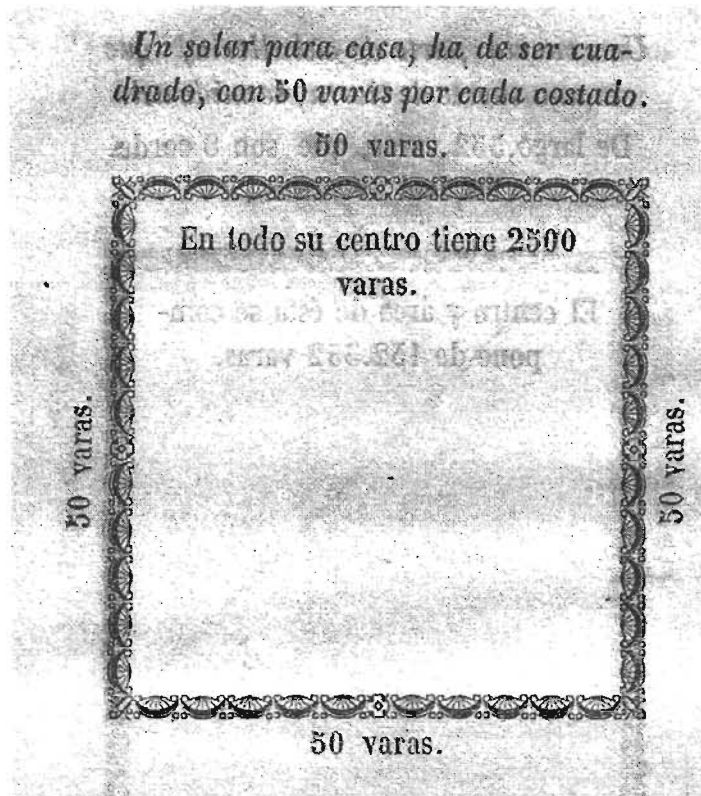 Un solar para casa, ha de ser cua-
drado, con 50 varas por cada costado.
50 varas.
En todo su centro tiene 2500
varas.
50 varas.
50 varas.
50 varas.